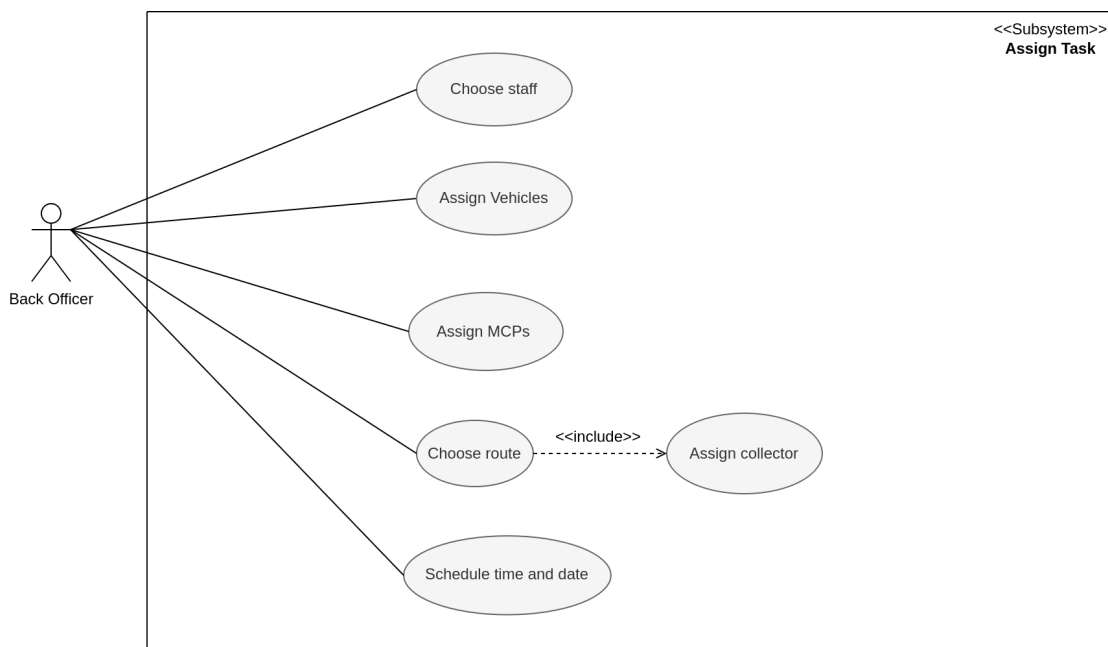 <<Subsystem>>
Assign Task
Choose staff
Assign Vehicles
Back Officer
Assign MCPs
Choose route
<<include>>
Assign collector
Schedule time and date